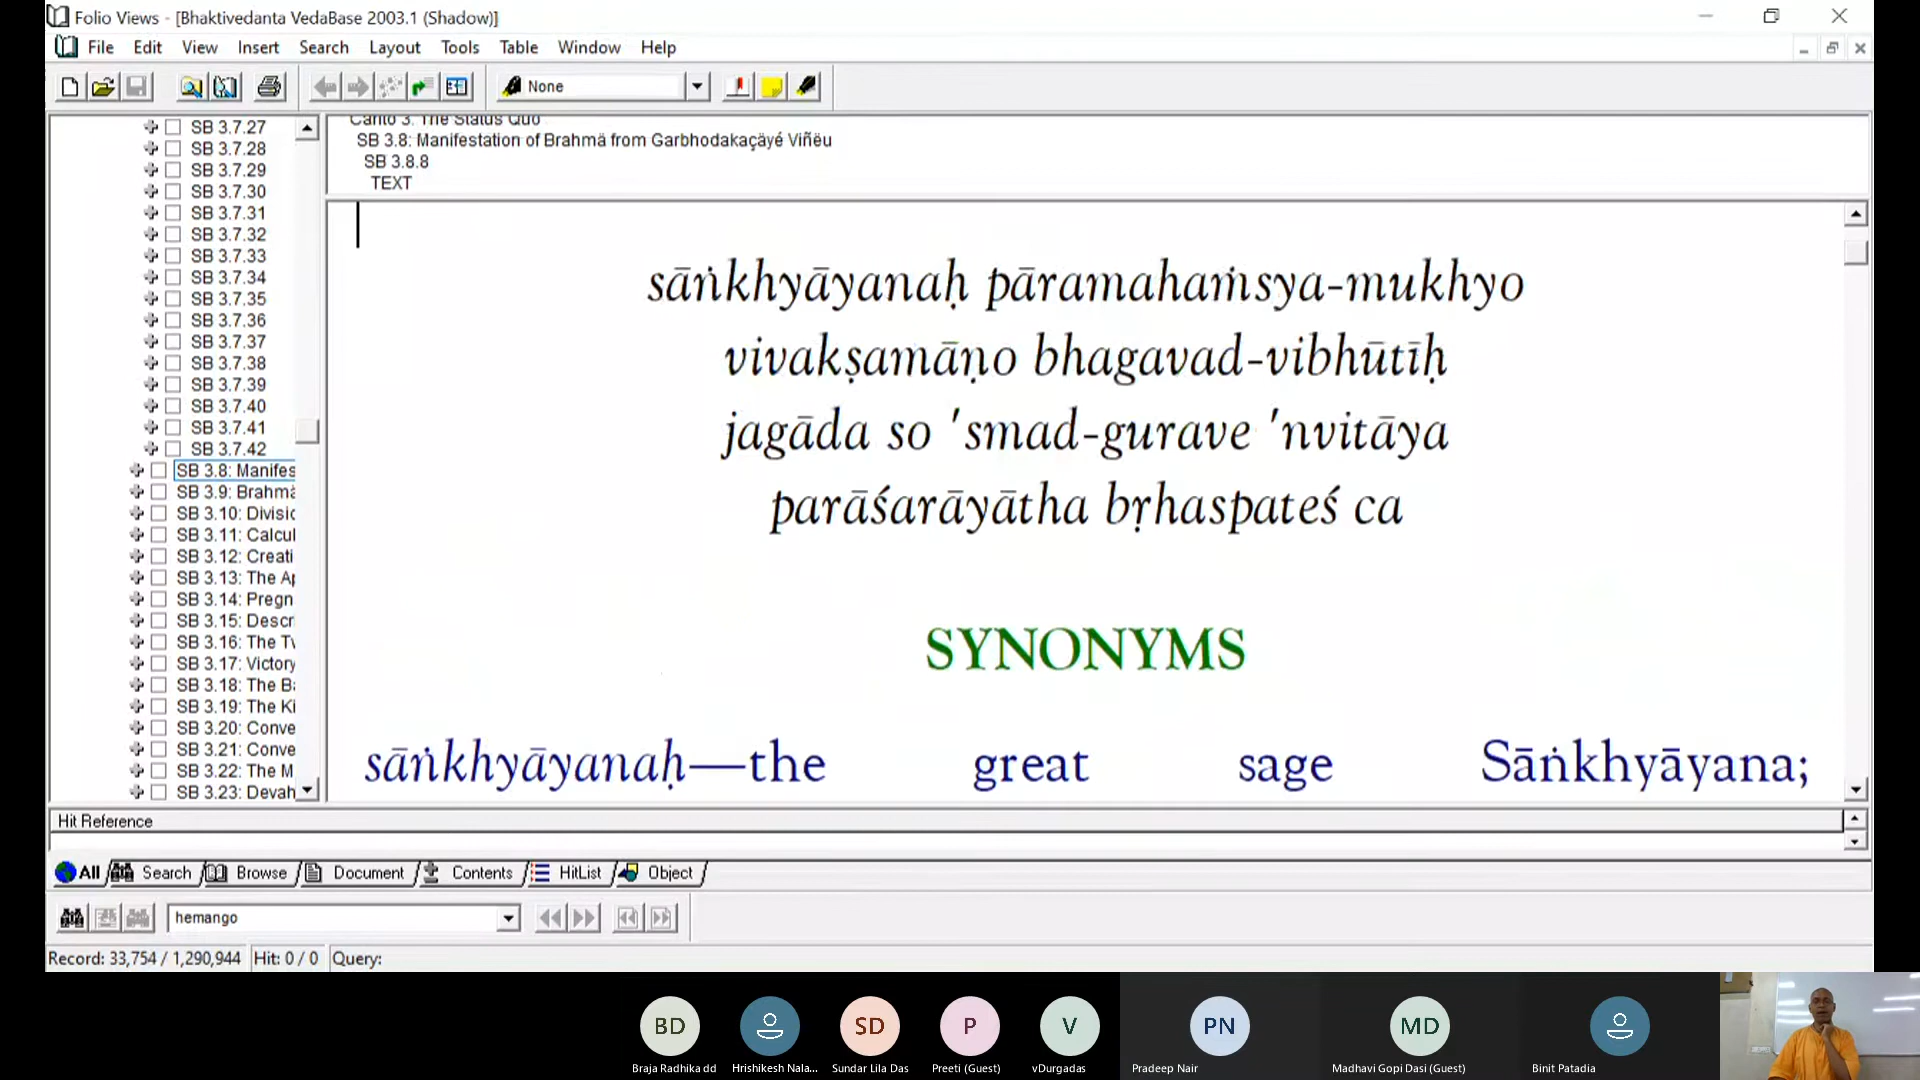 Folio Views - [Bhaktivedanta VedaBase 2003.1 (Shadow)]
File Edit View Insert Search Layout Tools Table Window Help
None
SB 3.7.27
SB 3.7.28
SB 3.7.29
SB 3.7.30
SB 3.7.31
SB 3.7.32
SB 3.7.33
SB 3.7.34
SB 3.7.35
SB 3.7.36
SB 3.7.37
SB 3.7.38
SB 3.7.39
SB 3.7.40
SB 3.7.41
SB 3.7.42
SB 3.8: Manifes
SB 3.9: Brahma
SB 3.10: Divisic
SB 3.11: Calcul
SB 3.12: Creati
SB 3.13: The Ap
SB 3.14: Pregn
SB 3.15: Descr
SB 3.16: The Tv
SB 3.17: Victory
SB 3.18: The Ba
SB 3.19: The Ki
SB 3.20: Conve
SB 3.21: Conve
SB 3.22: The M
SB 3.23: Devah
Canto 3: The Status Quo
SB 3.8: Manifestation of Brahmä from Garbhodakaçäyé Viñëu
SB 3.8.8
TEXT
sāṅkhyāyanaḥ pāramahaṁsya-mukhyo
vivakṣamāṇo bhagavad-vibhūtīḥ
jagāda so 'smad-gurave 'nvitāya
parāśarāyātha bṛhaspateś ca
SYNONYMS
sāṅkhyāyanaḥ—the great sage Sāṅkhyāyana;
Hit Reference
All Search Browse Document Contents HitList Object
hemango
Record: 33,754 / 1,290,944 Hit: 0 / 0 Query:
BD SD P V PN MD
Braja Radhika dd Hrishikesh Nala... Sundar Lila Das Preeti (Guest) vDurgadas Pradeep Nair Madhavi Gopi Dasi (Guest) Binit Patadia